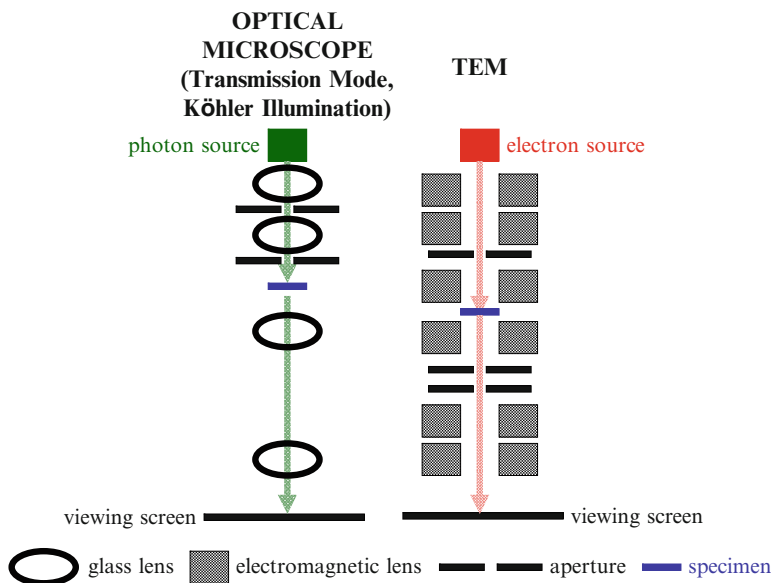 OPTICAL
MICROSCOPE
(Transmission Mode,
Köhler Illumination)
TEM
photon source
electron source
viewing screen
viewing screen
glass lens
electromagnetic lens
aperture
specimen